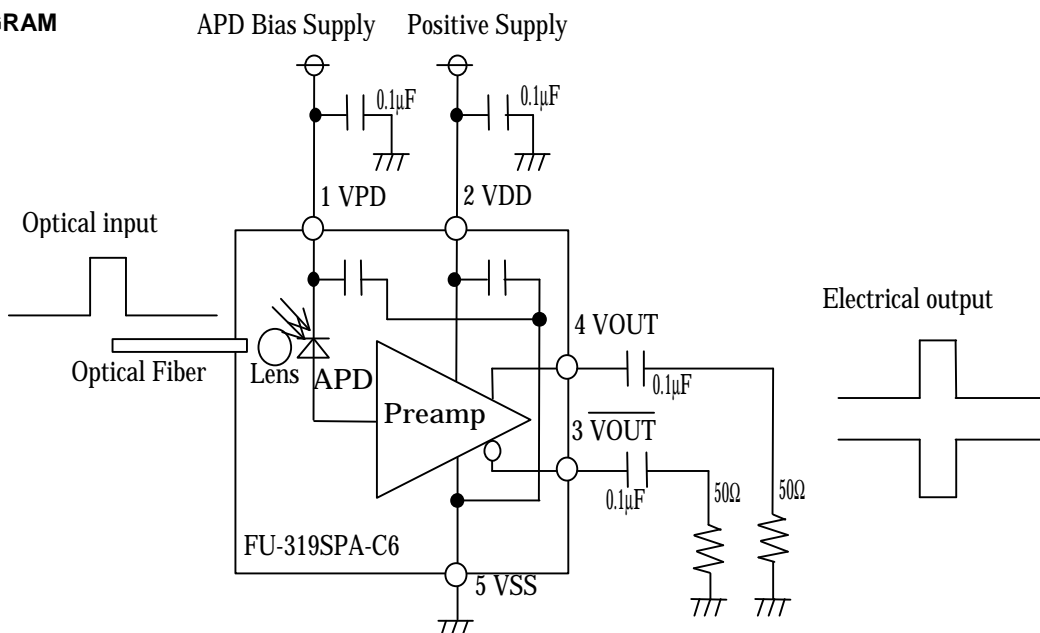 GRAM
APD Bias Supply
Positive Supply
0.1µF
0.1µF
1 VPD
2 VDD
Optical input
Electrical output
4 VOUT
Optical Fiber
Lens
APD
0.1µF
Preamp
3 V̅O̅U̅T̅
0.1µF
50Ω
50Ω
FU-319SPA-C6
5 VSS